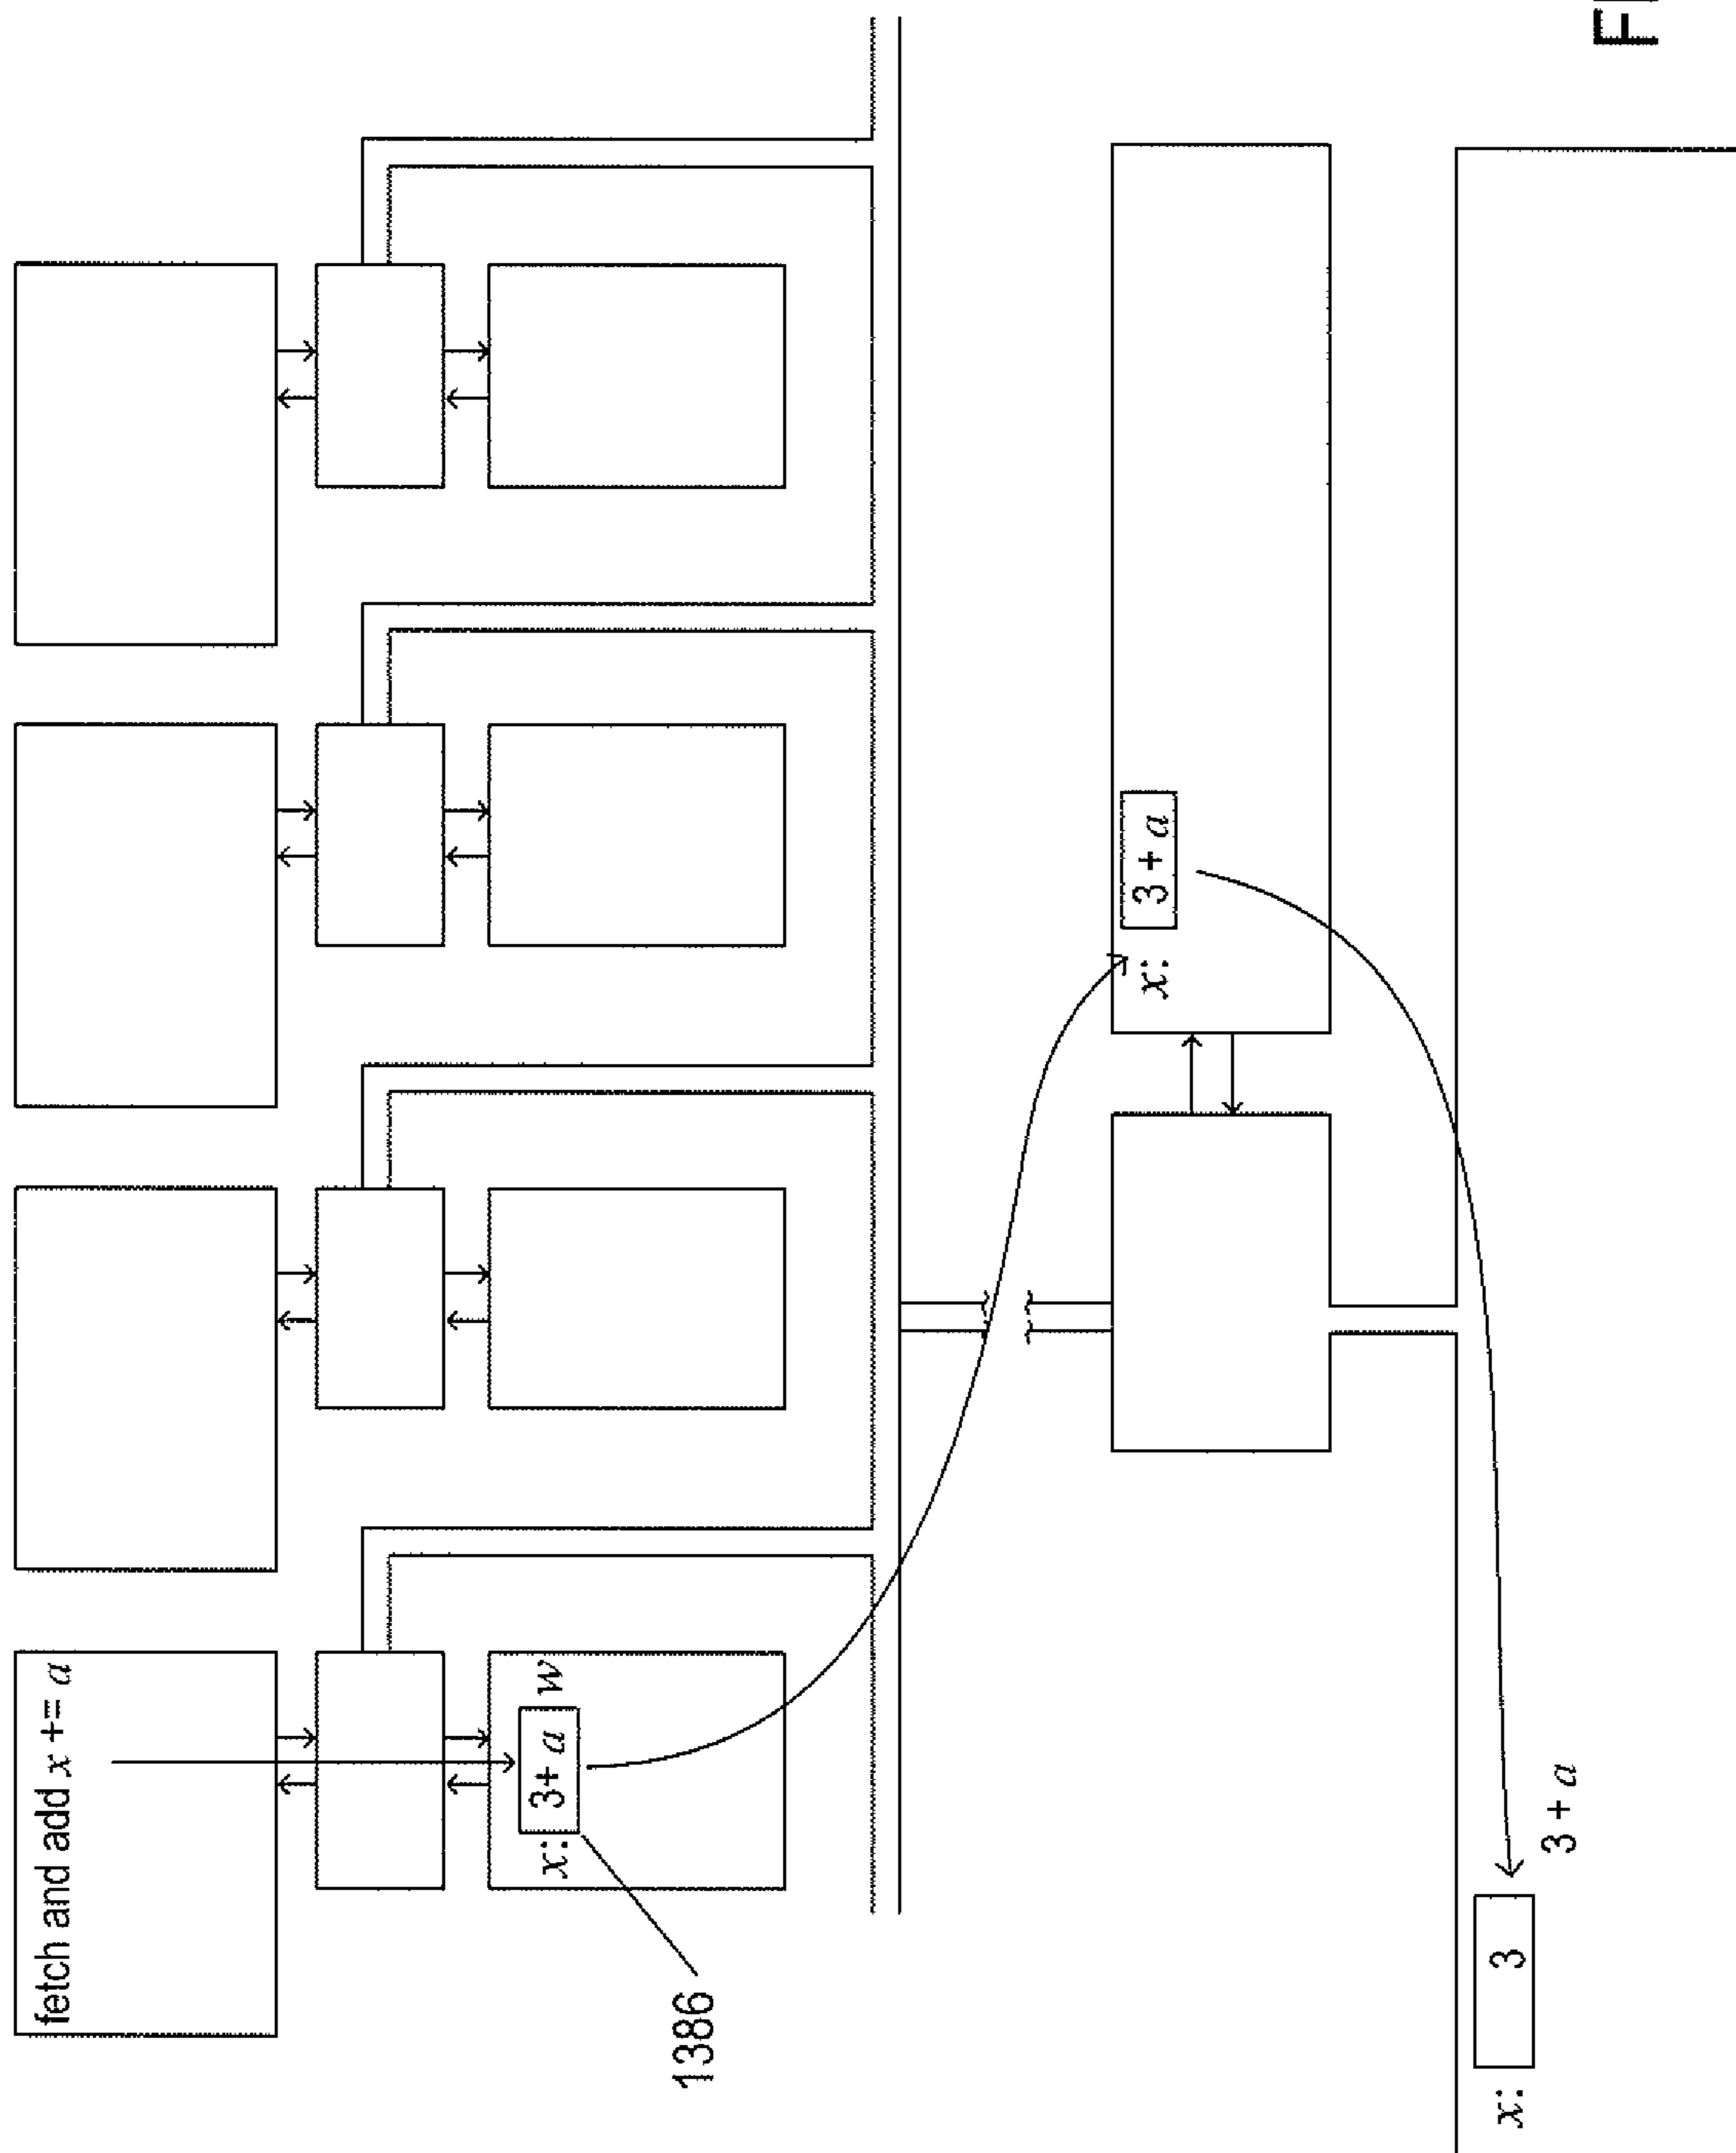 fetch and add x += a
x: 3+ a w
1386
x: 3 + a
x: 3
3 + a